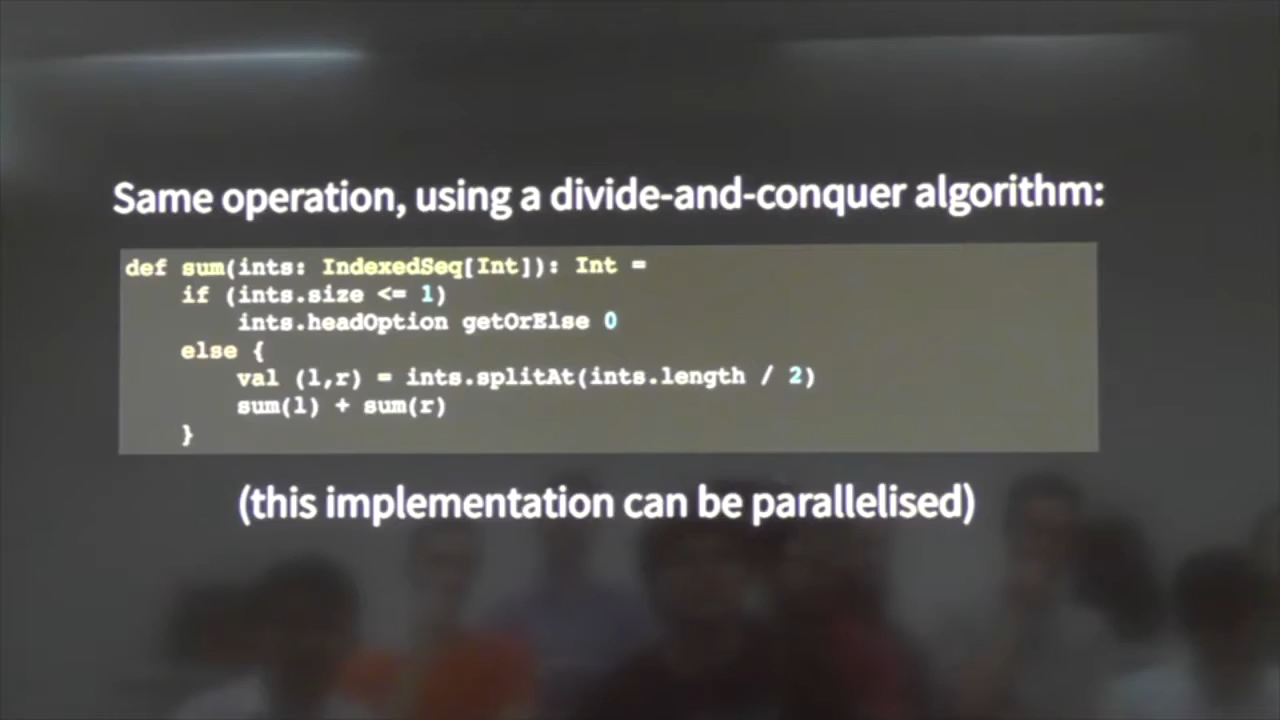 Same operation, using a divide-and-conquer algorithm:
def sum(ints: IndexedSeq[Int]): Int =
    if (ints.size <= 1)
        ints.headOption getOrElse 0
    else {
        val (l,r) = ints.splitAt(ints.length / 2)
        sum(l) + sum(r)
    }
(this implementation can be parallelised)